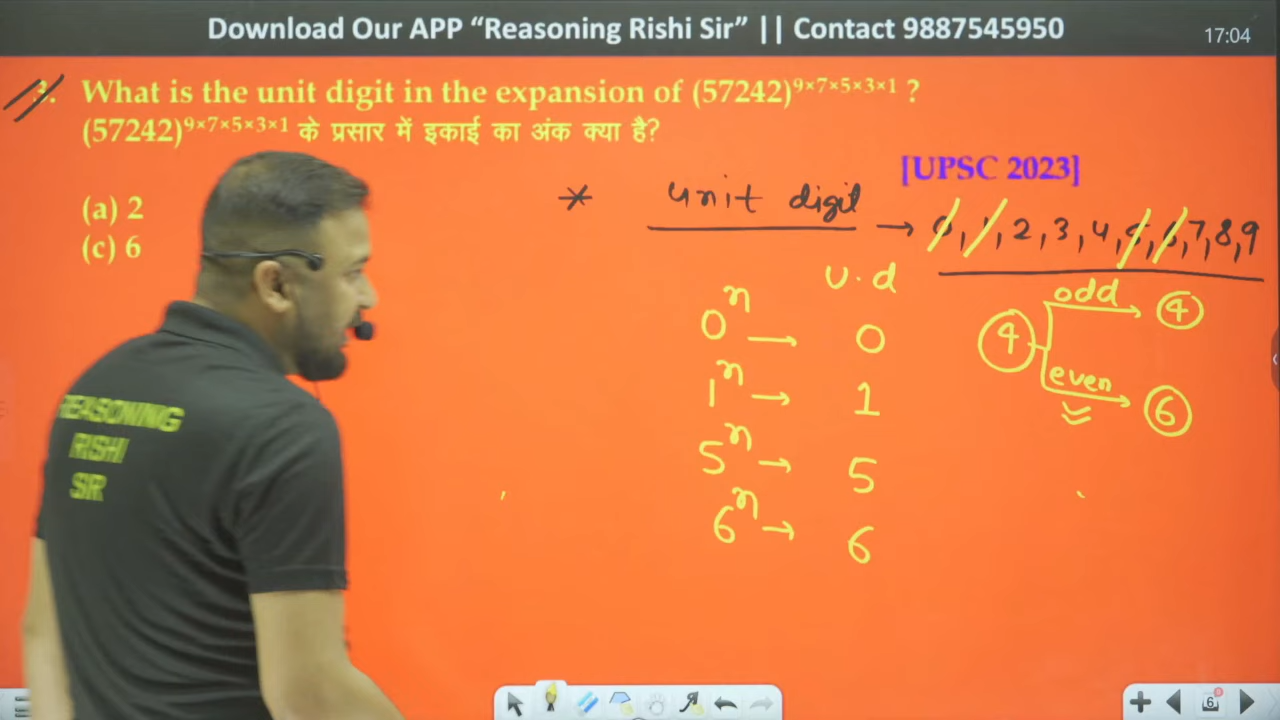 Download Our APP “Reasoning Rishi Sir” || Contact 9887545950
17:04
3. What is the unit digit in the expansion of (57242)^9×7×5×3×1 ?
(57242)^9×7×5×3×1 के प्रसार में इकाई का अंक क्या है?
[UPSC 2023]
(a) 2
(c) 6
* unit digit → 0, 1, 2, 3, 4, 5, 6, 7, 8, 9
u.d
0^n → 0
1^n → 1
5^n → 5
6^n → 6
4 odd → 4
even → 6
REASONING
RISHI
SIR
6